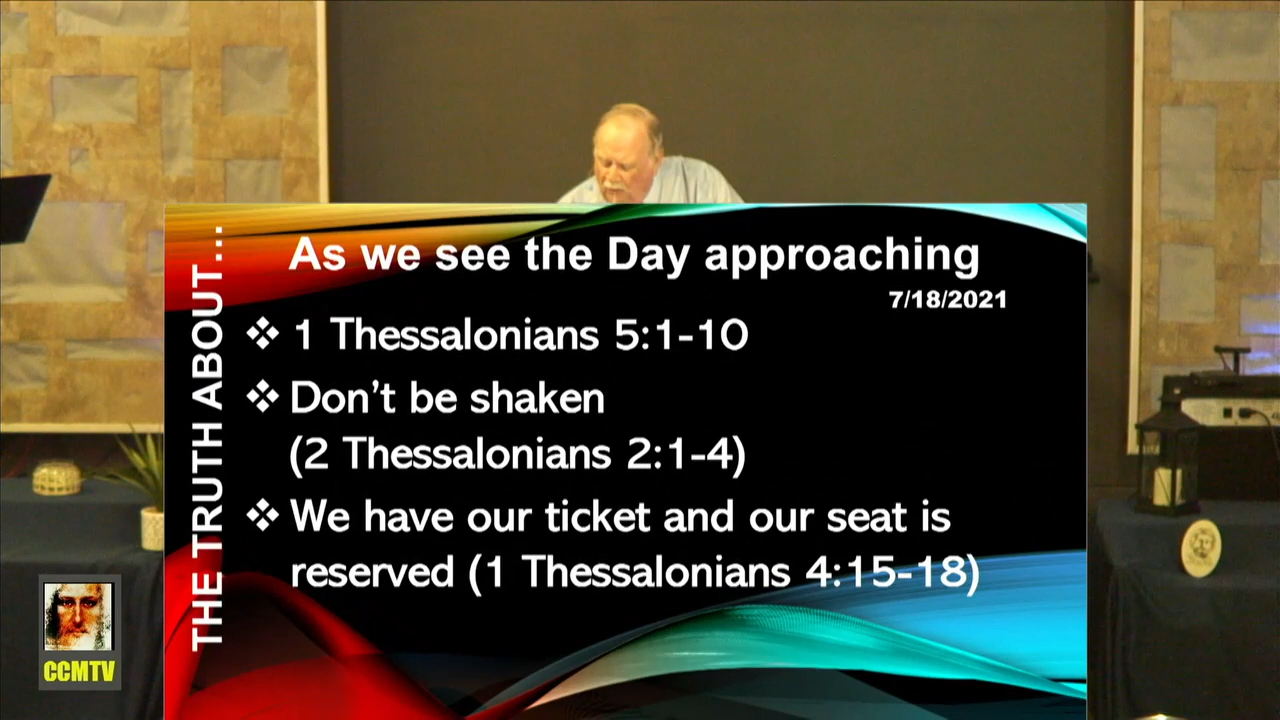 THE TRUTH ABOUT...
As we see the Day approaching
7/18/2021
❖ 1 Thessalonians 5:1-10
❖ Don't be shaken
(2 Thessalonians 2:1-4)
❖ We have our ticket and our seat is
reserved (1 Thessalonians 4:15-18)
CCMTV